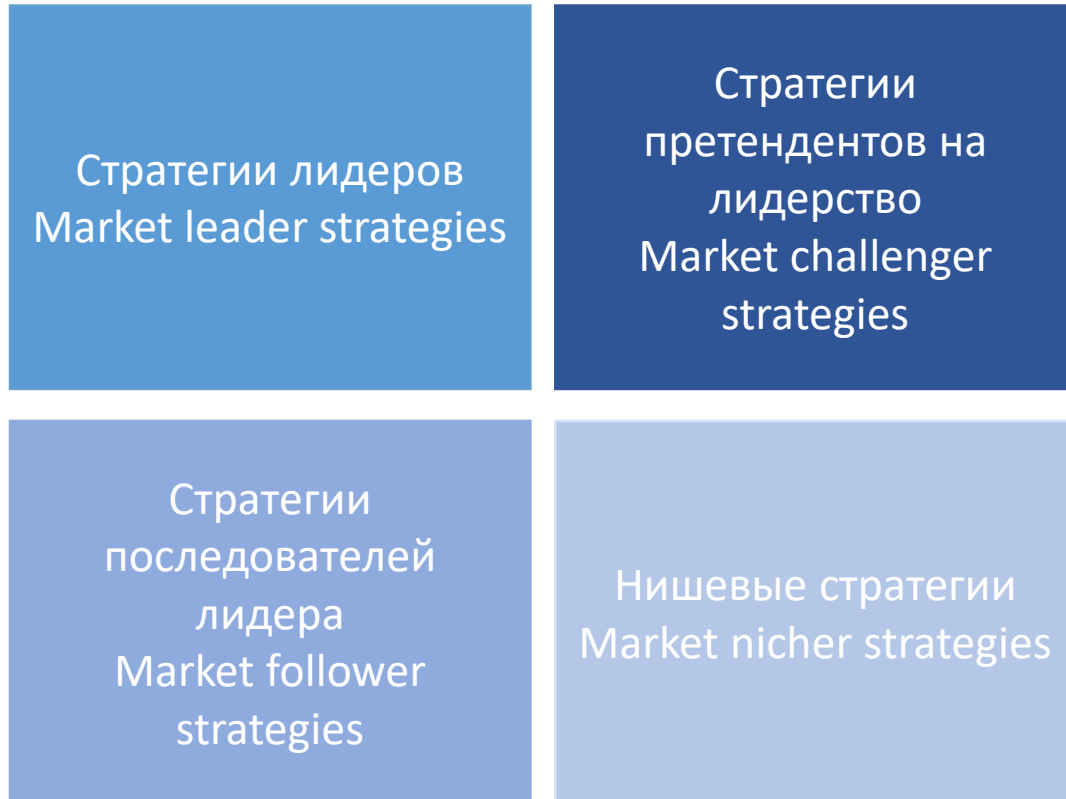 Стратегии лидеров
Market leader strategies
Стратегии
претендентов на
лидерство
Market challenger
strategies
Стратегии
последователей
лидера
Market follower
strategies
Нишевые стратегии
Market nicher strategies